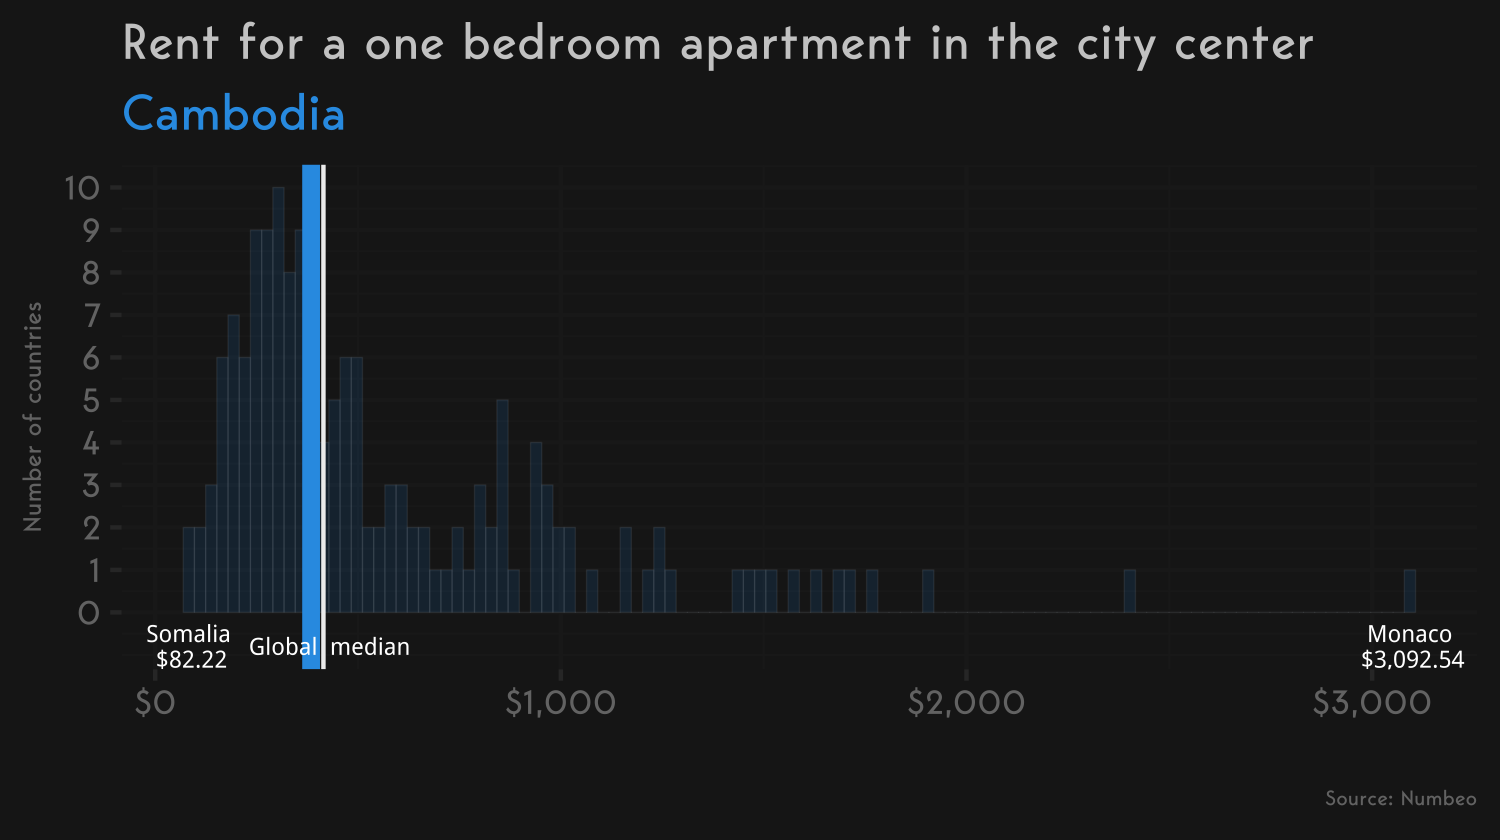 Rent for a one bedroom apartment in the city center
Cambodia
Number of countries
10
9
8
7
6
5
4
3
2
1
0
Somalia
$82.22
Global median
Monaco
$3,092.54
$0 $1,000 $2,000 $3,000
Source: Numbeo